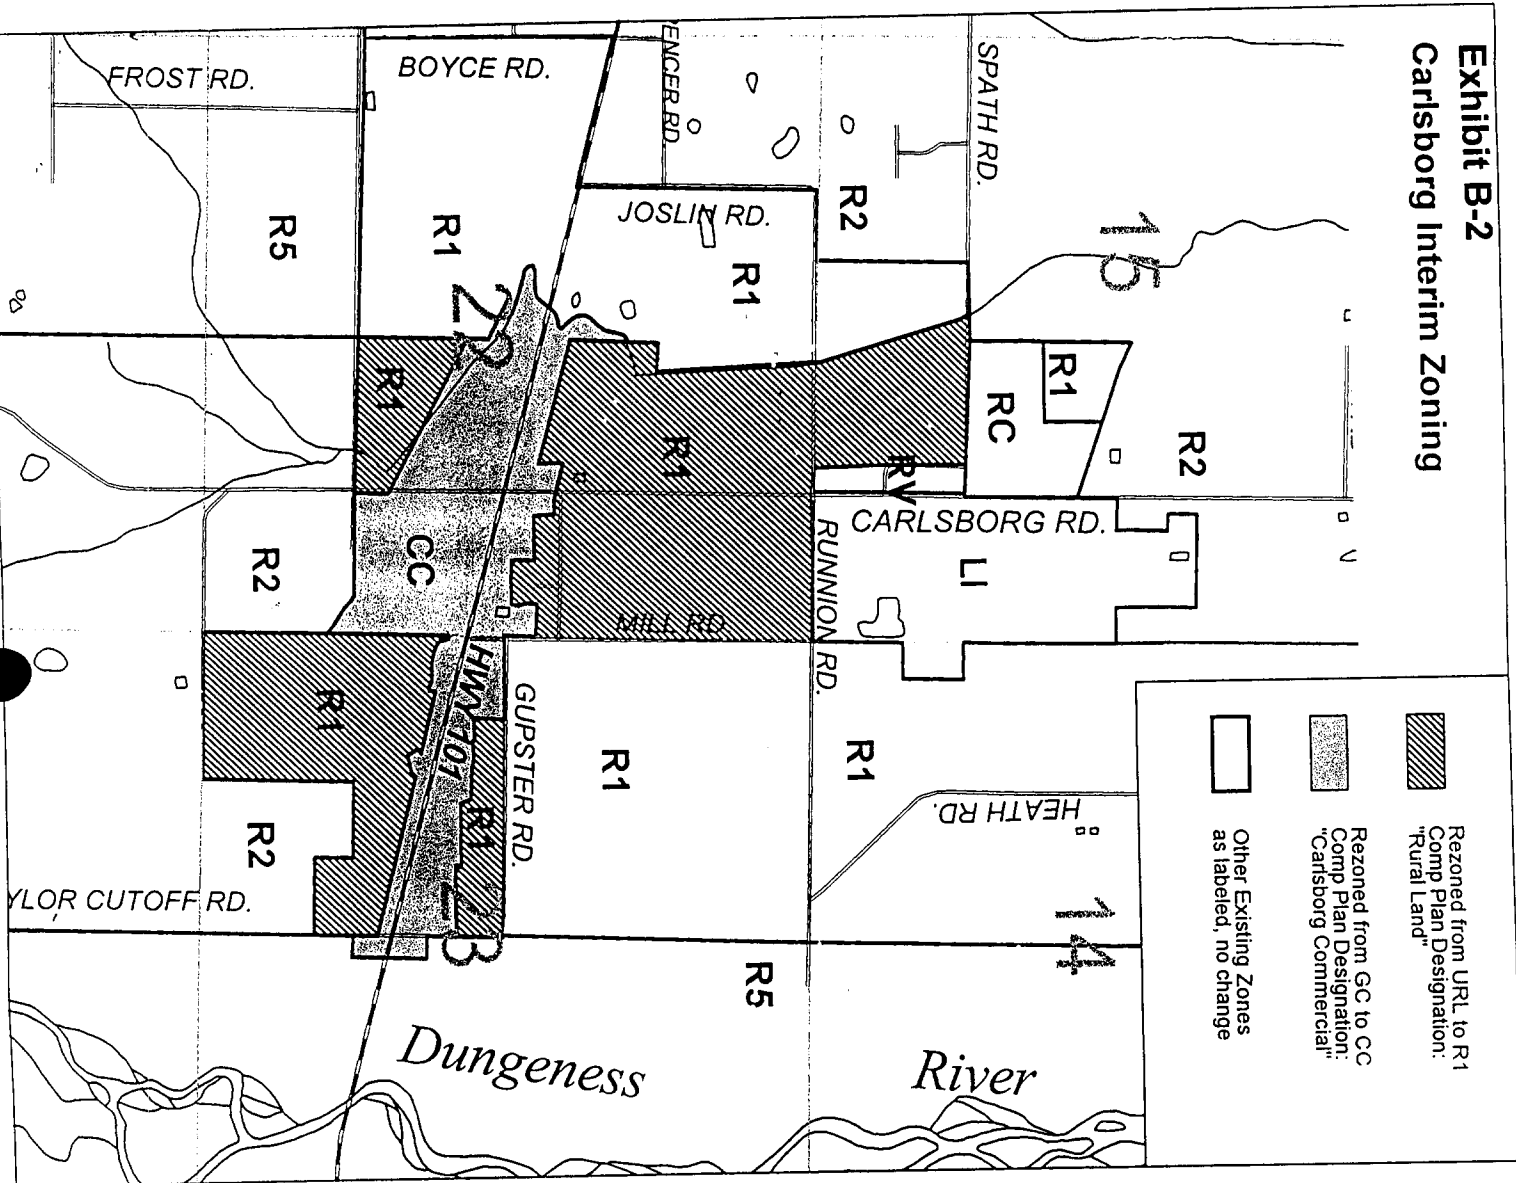 Exhibit B-2
Carlsborg Interim Zoning
Rezoned from URL to R1
Comp Plan Designation:
"Rural Land"
Rezoned from GC to CC
Comp Plan Designation:
"Carlsborg Commercial"
Other Existing Zones
as labeled, no change
15
R2
R1
RC
SPATH RD.
R2
RV
CARLSBORG RD.
LI
RUNNION RD.
HEATH RD.
R1
14
ENCER RD.
JOSLIN RD.
R1
R1
MILL RD
R1
GUPSTER RD.
R5
BOYCE RD.
R1
22
CC
HWY 101
R1
23
FROST RD.
R5
R1
R2
R1
R2
YLOR CUTOFF RD.
Dungeness
River